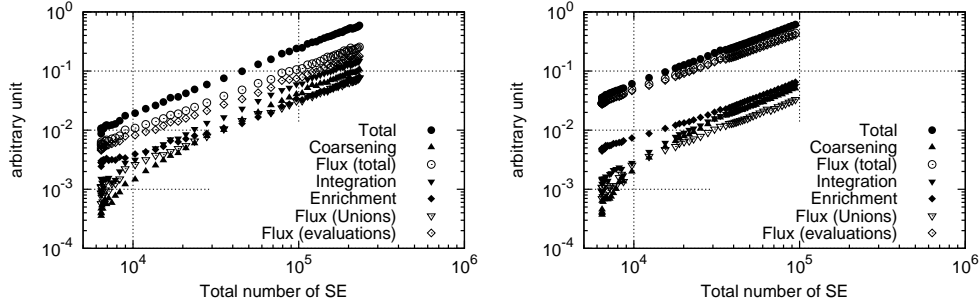 10^0
10^-1
10^-2
10^-3
10^-4
arbitrary unit
Total
Coarsening
Flux (total)
Integration
Enrichment
Flux (Unions)
Flux (evaluations)
10^4
10^5
10^6
Total number of SE
10^0
10^-1
10^-2
10^-3
10^-4
arbitrary unit
Total
Coarsening
Flux (total)
Integration
Enrichment
Flux (Unions)
Flux (evaluations)
10^4
10^5
10^6
Total number of SE